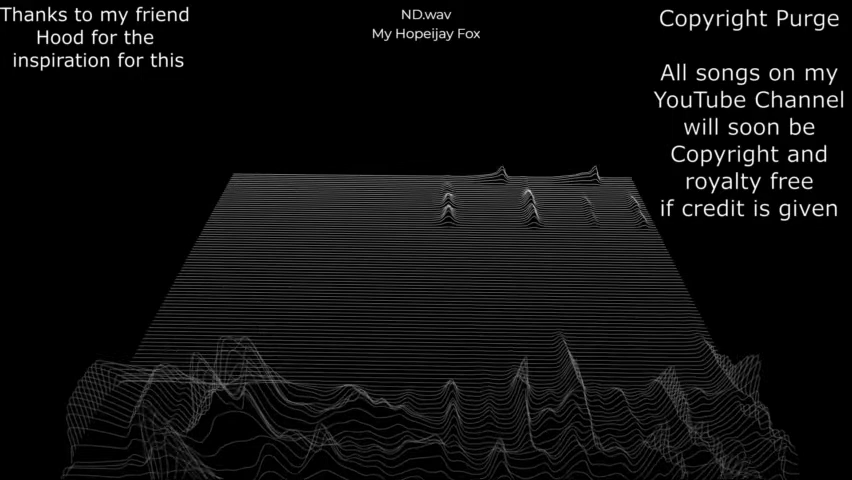 Thanks to my friend
Hood for the
inspiration for this
ND.wav
My Hopeijay Fox
Copyright Purge
All songs on my
YouTube Channel
will soon be
Copyright and
royalty free
if credit is given